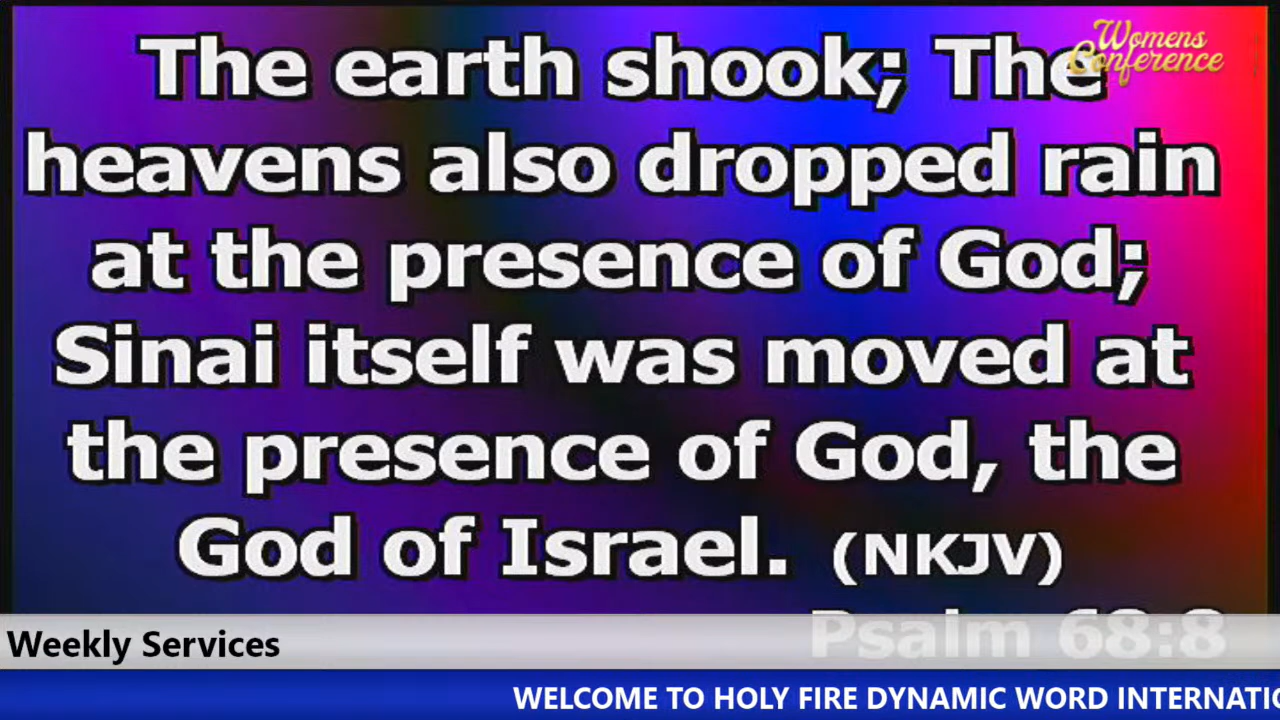 Womens
Conference
The earth shook; The
heavens also dropped rain
at the presence of God;
Sinai itself was moved at
the presence of God, the
God of Israel. (NKJV)
Psalm 68:8
Weekly Services
WELCOME TO HOLY FIRE DYNAMIC WORD